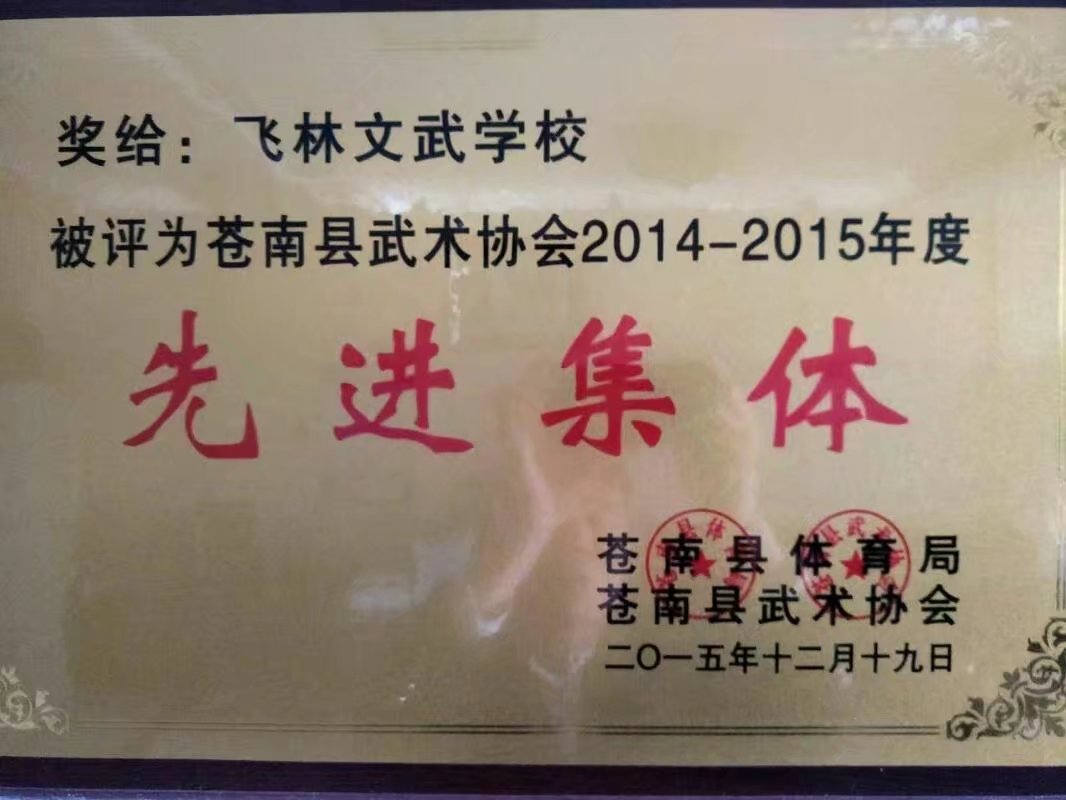 奖给：飞林文武学校
被评为苍南县武术协会2014-2015年度
先进集体
苍南县体育局
苍南县武术协会
二〇一五年十二月十九日